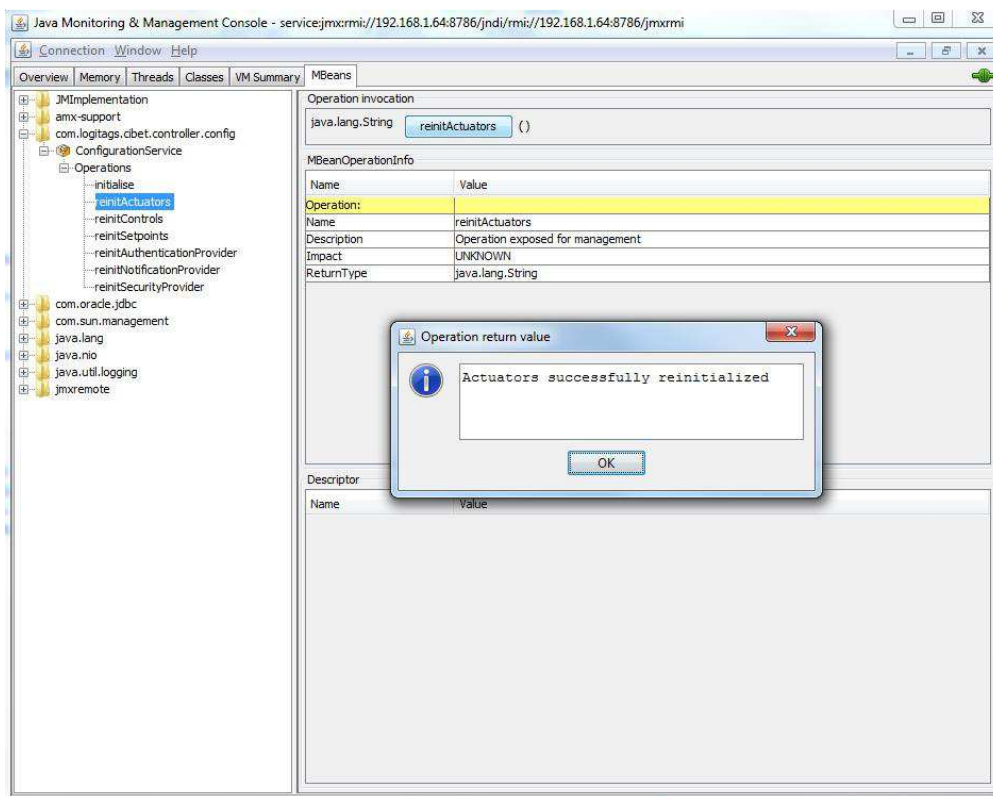 Java Monitoring & Management Console - service:jmx:rmi://192.168.1.64:8786/jndi/rmi://192.168.1.64:8786/jmxrmi
Connection Window Help
Overview Memory Threads Classes VM Summary MBeans
JMImplementation
amx-support
com.logitags.cibet.controller.config
ConfigurationService
Operations
initialise
reinitActuators
reinitControls
reinitSetpoints
reinitAuthenticationProvider
reinitNotificationProvider
reinitSecurityProvider
com.oracle.jdbc
com.sun.management
java.lang
java.nio
java.util.logging
jmxremote
Operation invocation
java.lang.String reinitActuators ()
MBeanOperationInfo
Name Value
Operation:
Name reinitActuators
Description Operation exposed for management
Impact UNKNOWN
ReturnType java.lang.String
Operation return value
Actuators successfully reinitialized
OK
Descriptor
Name Value